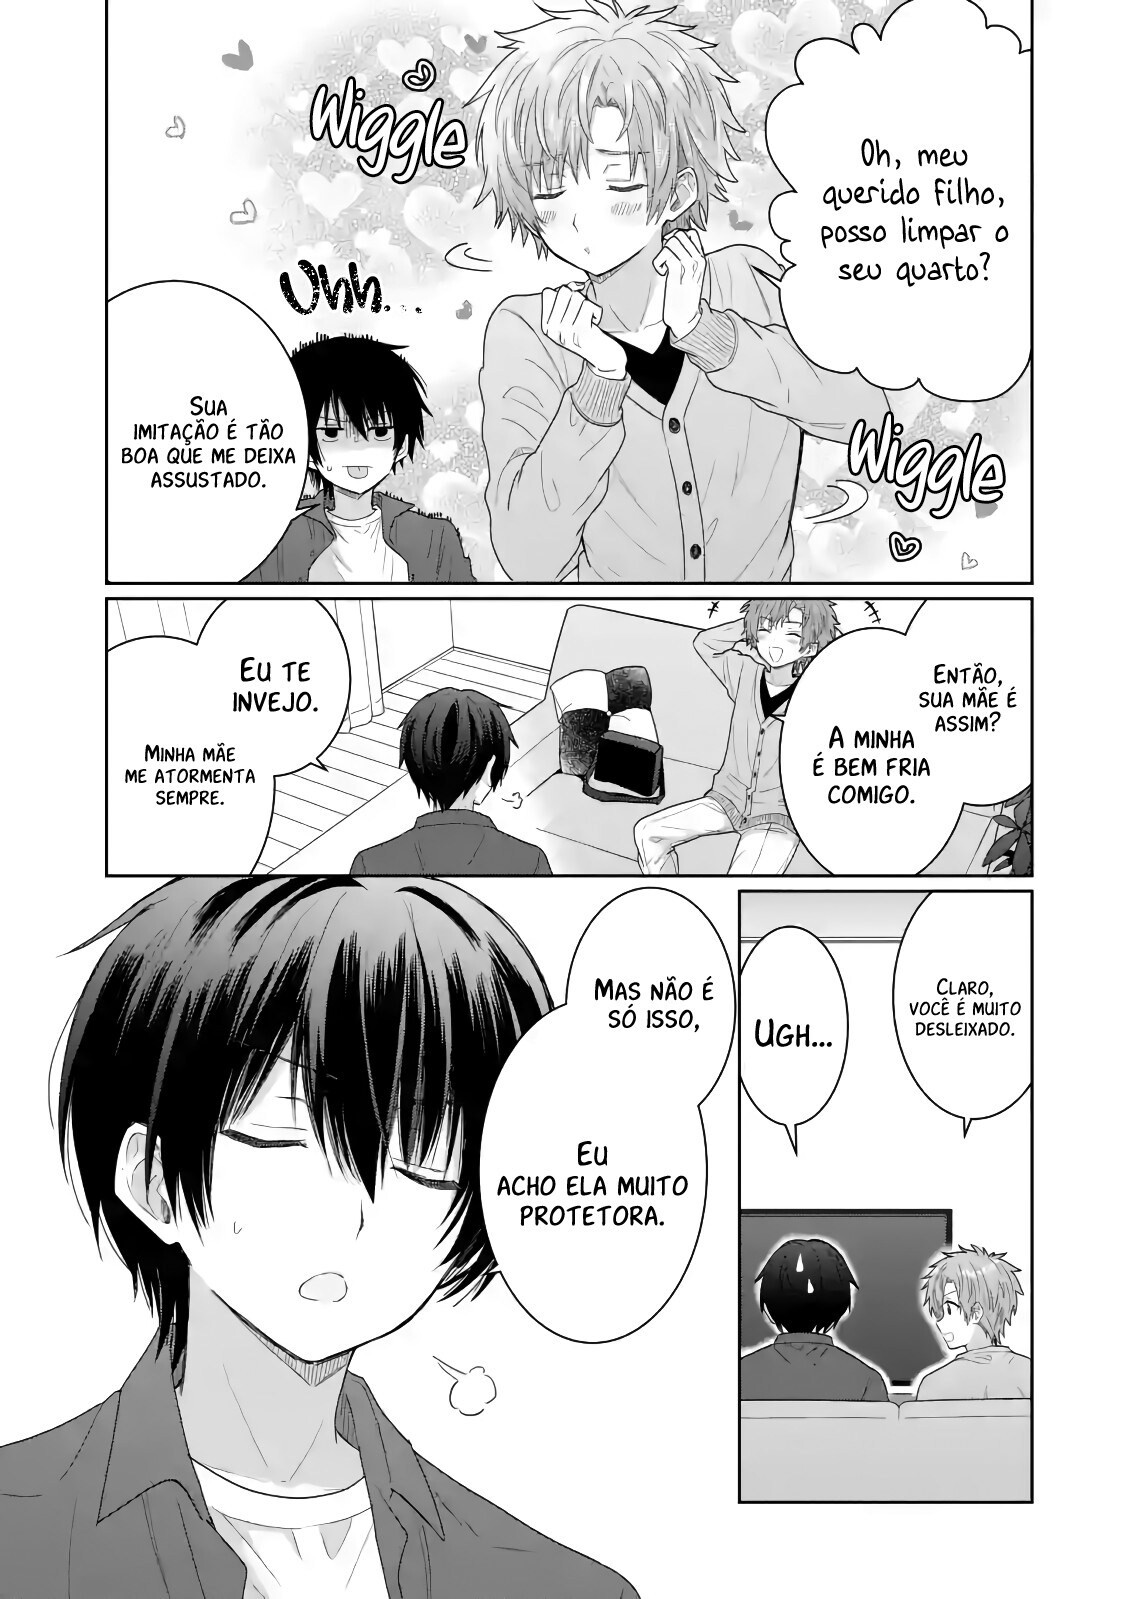 Oh, meu
querido filho,
posso limpar o
seu quarto?
Wiggle
Wiggle
Uhh...
SUA
IMITAÇÃO É TÃO
BOA QUE ME DEIXA
ASSUSTADO.
ENTÃO,
SUA MÃE É
ASSIM?
A MINHA
É BEM FRIA
COMIGO.
EU TE
INVEJO.
MINHA MÃE
ME ATORMENTA
SEMPRE.
CLARO,
VOCÊ É MUITO
DESLEIXADO.
UGH...
MAS NÃO É
SÓ ISSO,
EU
ACHO ELA MUITO
PROTETORA.